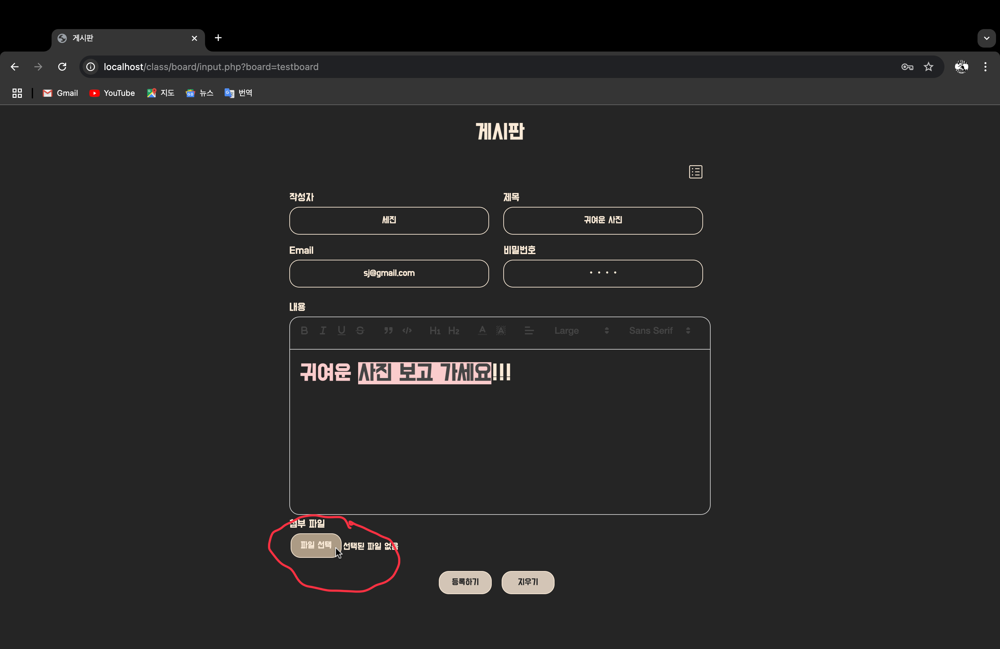 게시판
localhost/class/board/input.php?board=testboard
Gmail YouTube 지도 뉴스 번역
게시판
작성자 제목
세진 귀여운 사진
Email 비밀번호
sj@gmail.com ••••
내용
B I U S H1 H2 A A Large Sans Serif
귀여운 사진 보고 가세요!!!
첨부 파일
파일 선택 선택된 파일 없음
등록하기 지우기